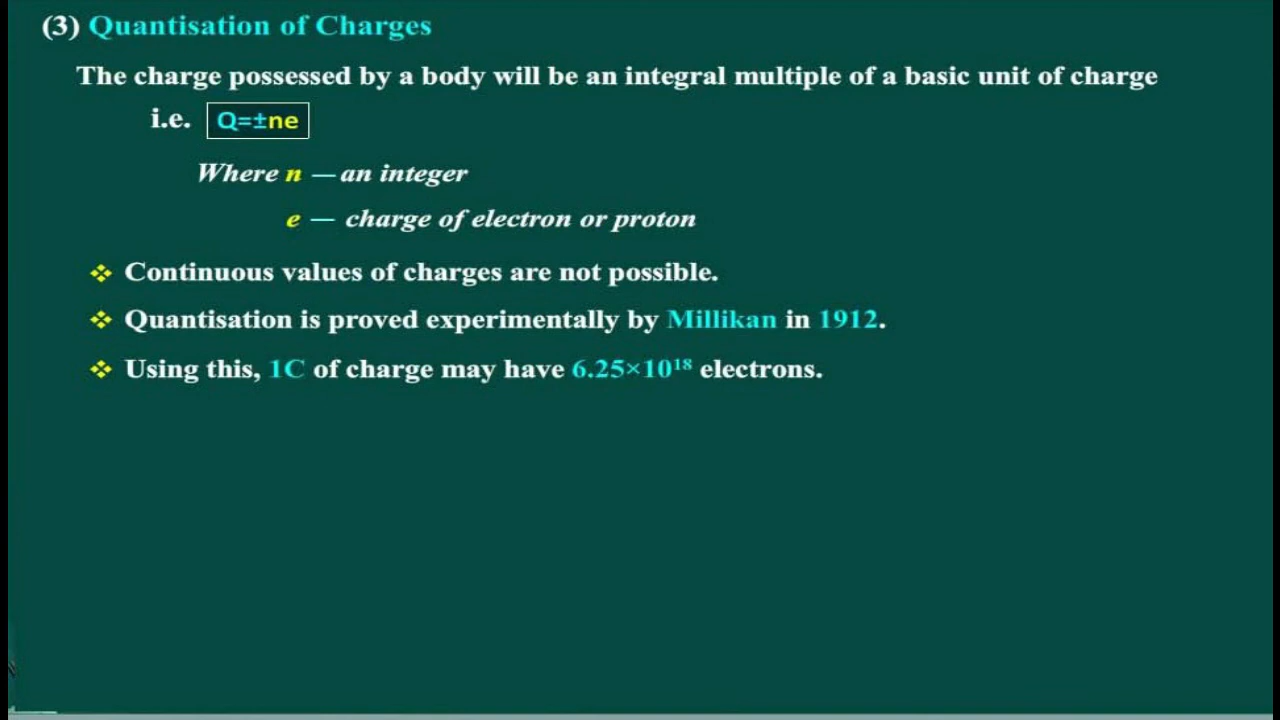 (3) Quantisation of Charges
The charge possessed by a body will be an integral multiple of a basic unit of charge
i.e. Q=±ne
Where n — an integer
e — charge of electron or proton
❖ Continuous values of charges are not possible.
❖ Quantisation is proved experimentally by Millikan in 1912.
❖ Using this, 1C of charge may have 6.25×10¹⁸ electrons.